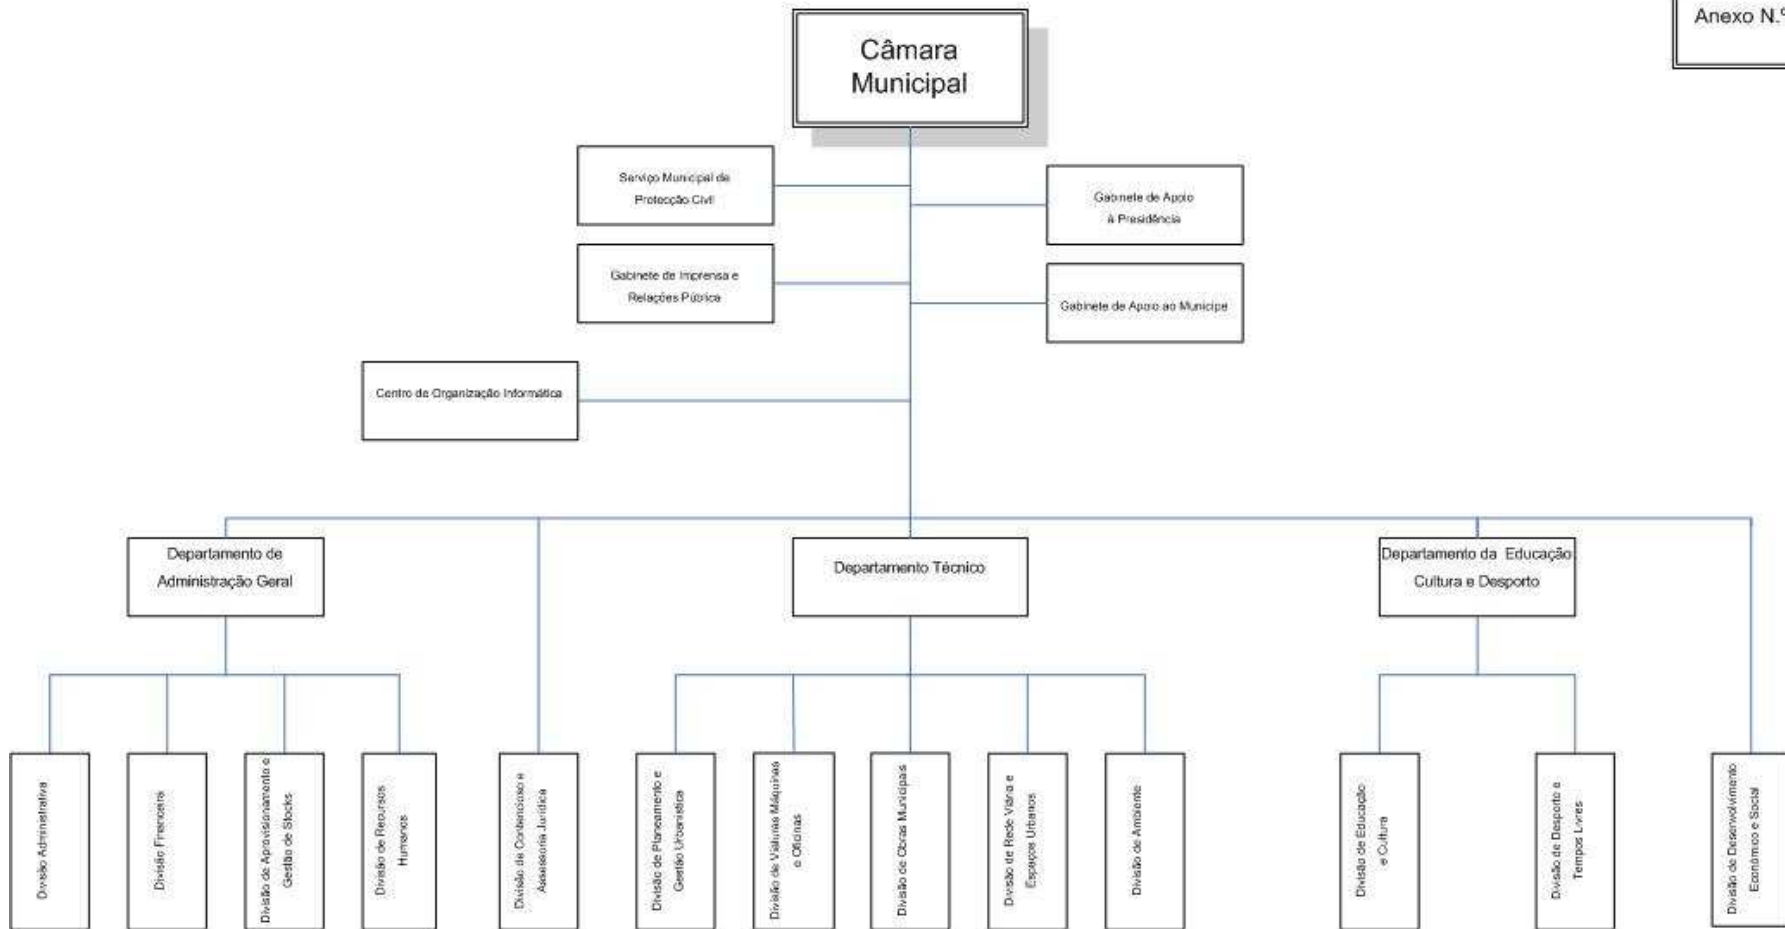 Anexo N.º
Câmara
Municipal
Serviço Municipal de
Protecção Civil
Gabinete de Apoio
à Presidência
Gabinete de Imprensa e
Relações Pública
Gabinete de Apoio ao Municipe
Centro de Organização Informática
Departamento de
Administração Geral
Departamento Técnico
Departamento da Educação
Cultura e Desporto
Divisão Administrativa
Divisão Financeira
Divisão de Aprovisionamento e
Gestão de Stocks
Divisão de Recursos
Humanos
Divisão de Contencioso e
Assessoria Jurídica
Divisão de Planeamento e
Gestão Urbanística
Divisão de Viaturas Máquinas
e Oficinas
Divisão de Obras Municipais
Divisão de Rede Viária e
Espaços Urbanos
Divisão de Ambiente
Divisão de Educação
e Cultura
Divisão de Desporto e
Tempos Livres
Divisão de Desenvolvimento
Económico e Social